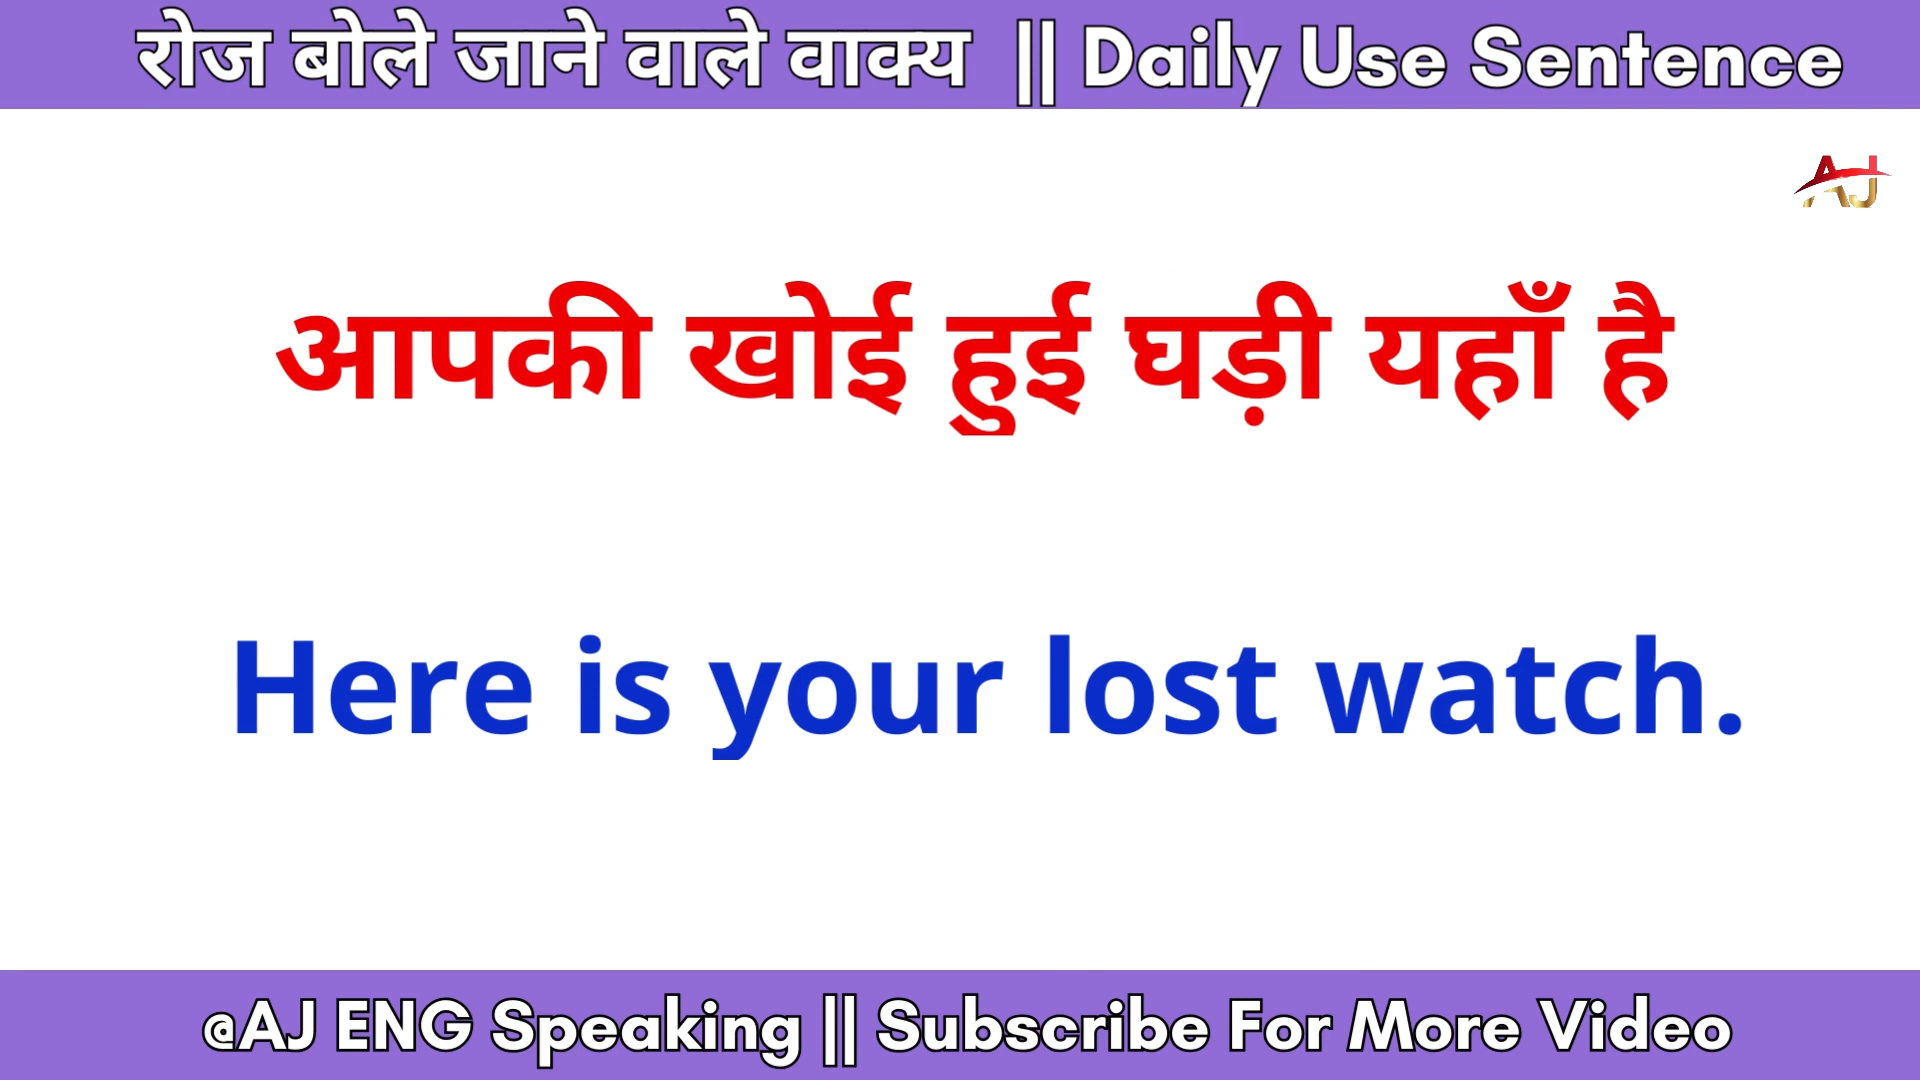 रोज बोले जाने वाले वाक्य || Daily Use Sentence
AJ
आपकी खोई हुई घड़ी यहाँ है
Here is your lost watch.
@AJ ENG Speaking || Subscribe For More Video